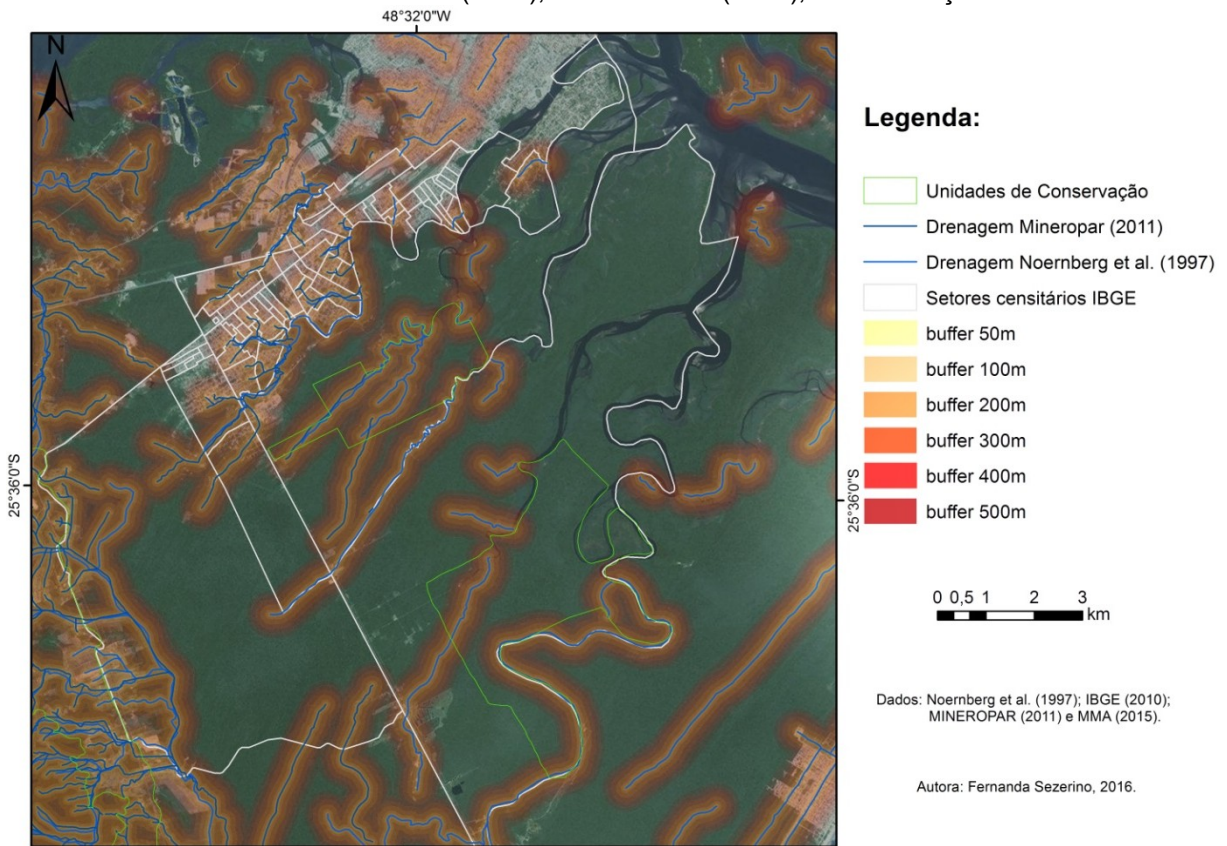 48°32'0"W
N
25°36'0"S
25°36'0"S
Legenda:
Unidades de Conservação
Drenagem Mineropar (2011)
Drenagem Noernberg et al. (1997)
Setores censitários IBGE
buffer 50m
buffer 100m
buffer 200m
buffer 300m
buffer 400m
buffer 500m
0 0,5 1 2 3
km
Dados: Noernberg et al. (1997); IBGE (2010);
MINEROPAR (2011) e MMA (2015).
Autora: Fernanda Sezerino, 2016.